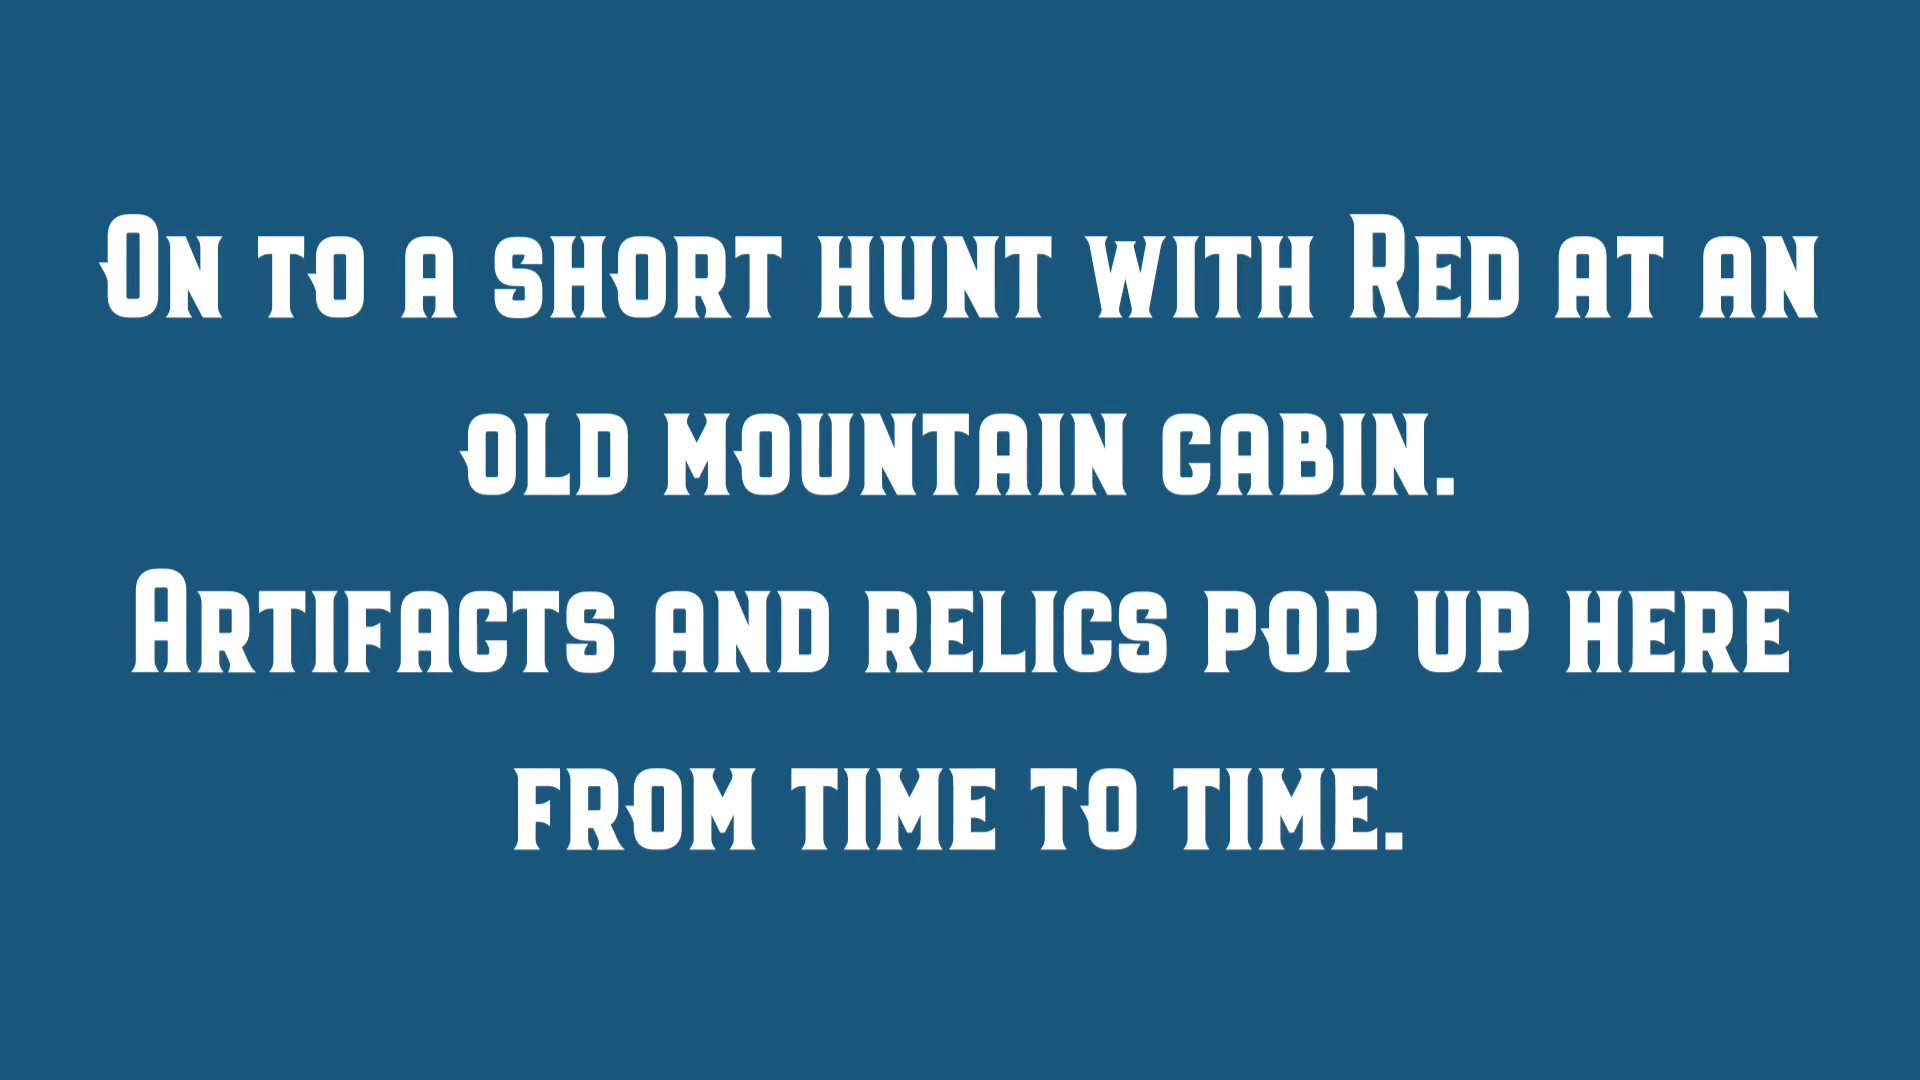 On to a short hunt with Red at an
old mountain cabin.
Artifacts and relics pop up here
from time to time.